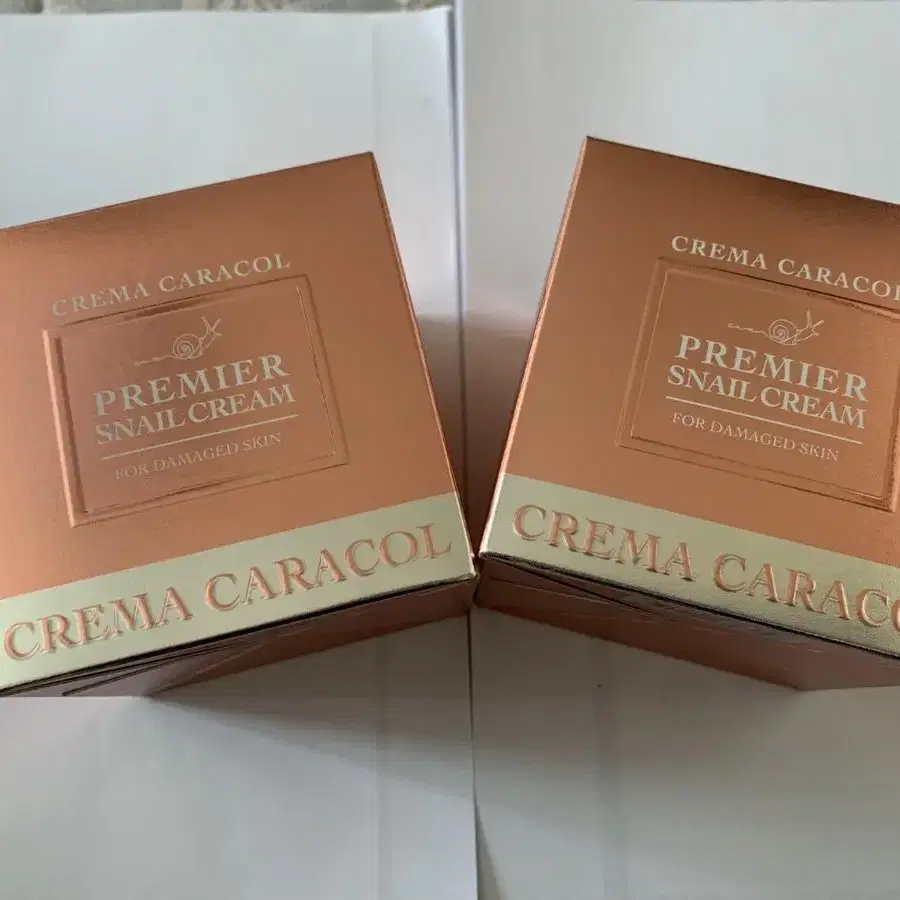 CREMA CARACOL
PREMIER
SNAIL CREAM
FOR DAMAGED SKIN
CREMA CARACOL
CREMA CARACOL
PREMIER
SNAIL CREAM
FOR DAMAGED SKIN
CREMA CARACO